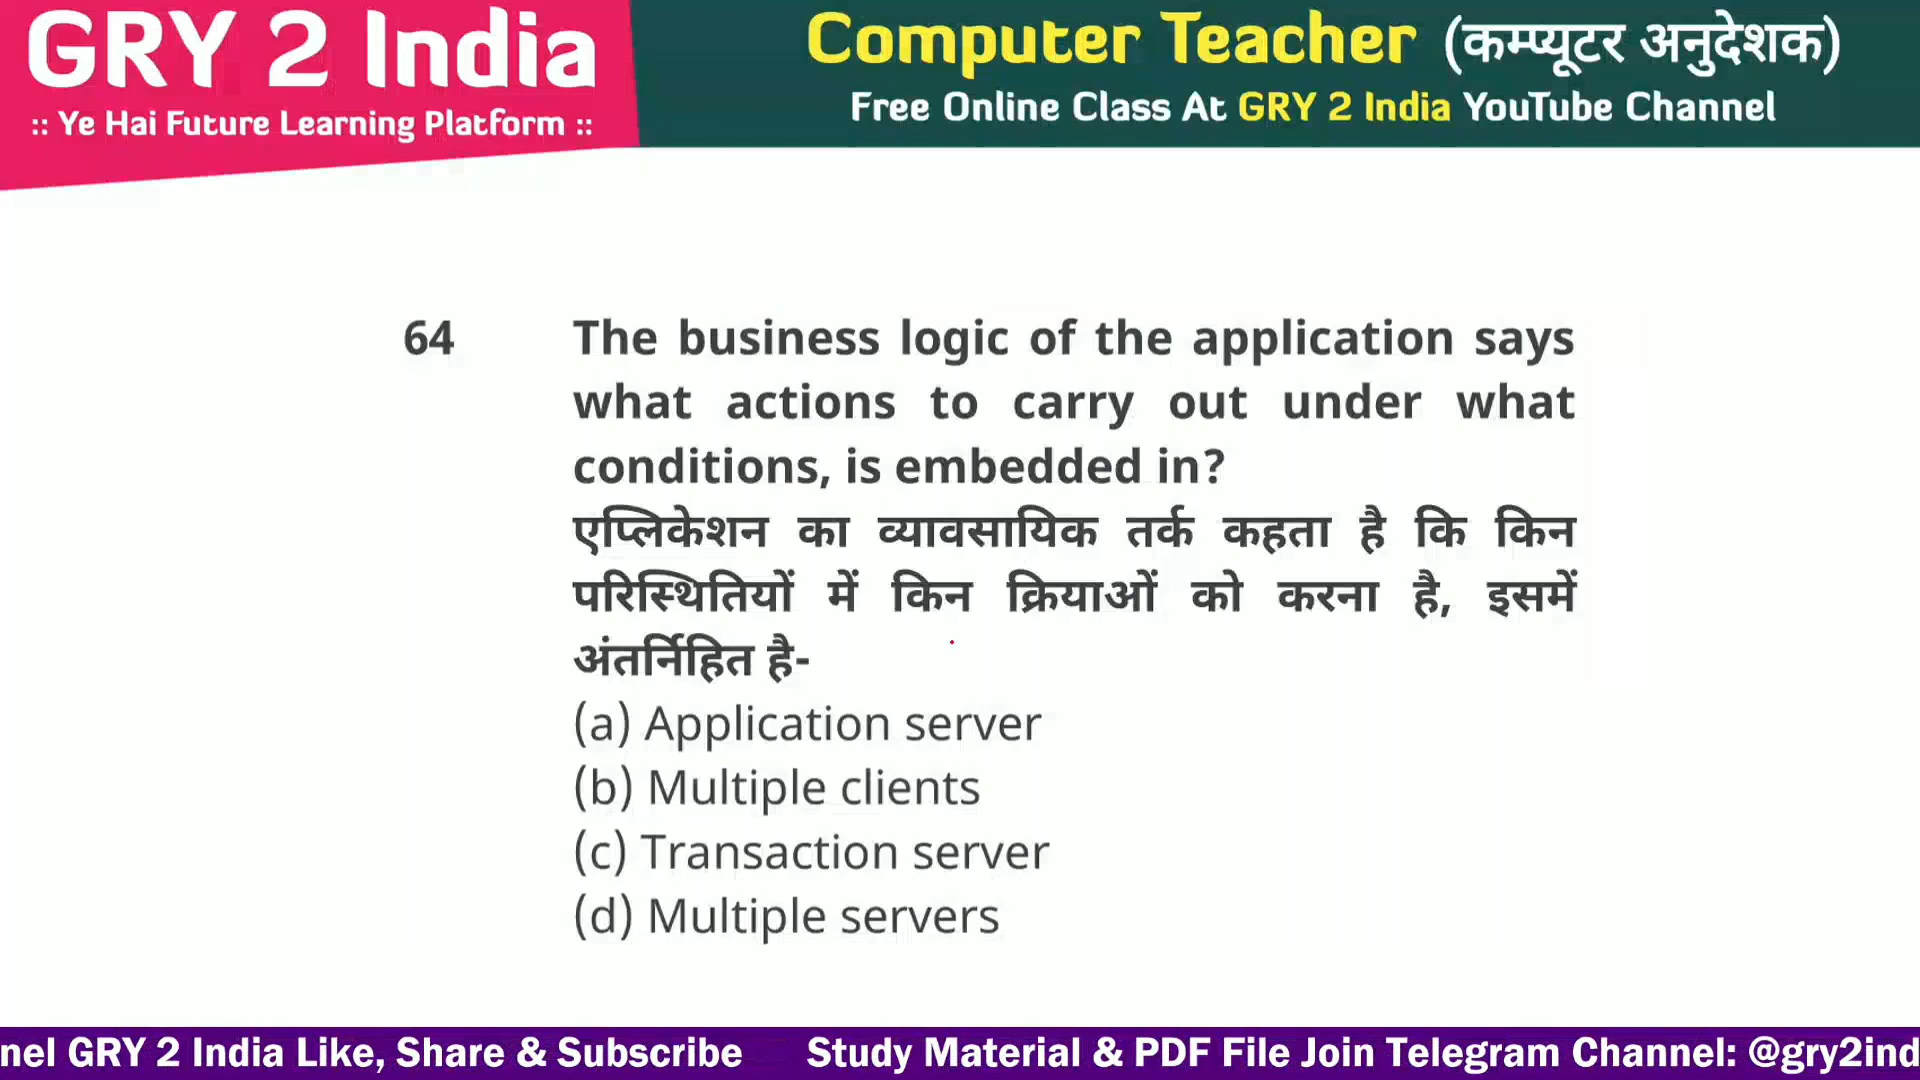 GRY 2 India
:: Ye Hai Future Learning Platform ::
Computer Teacher (कम्प्यूटर अनुदेशक)
Free Online Class At GRY 2 India YouTube Channel
64 The business logic of the application says
what actions to carry out under what
conditions, is embedded in?
एप्लिकेशन का व्यावसायिक तर्क कहता है कि किन
परिस्थितियों में किन क्रियाओं को करना है, इसमें
अंतर्निहित है-
(a) Application server
(b) Multiple clients
(c) Transaction server
(d) Multiple servers
nel GRY 2 India Like, Share & Subscribe Study Material & PDF File Join Telegram Channel: @gry2ind